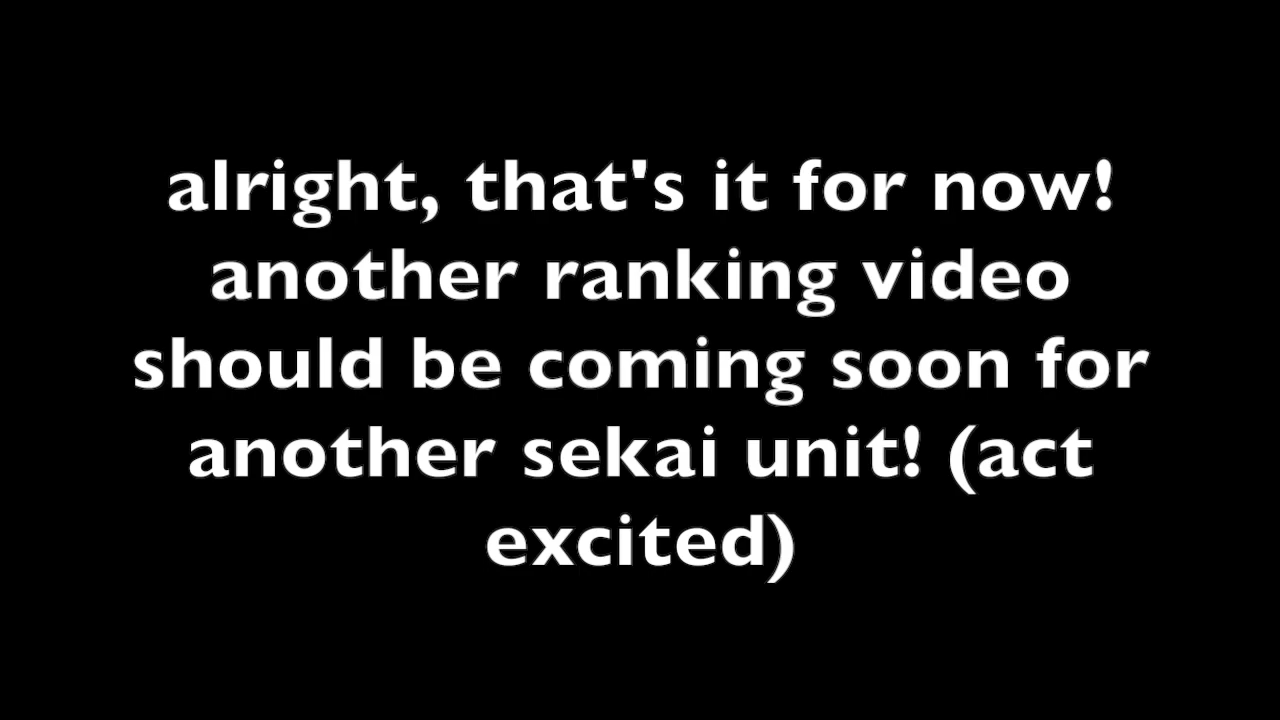 alright, that's it for now!
another ranking video
should be coming soon for
another sekai unit! (act
excited)